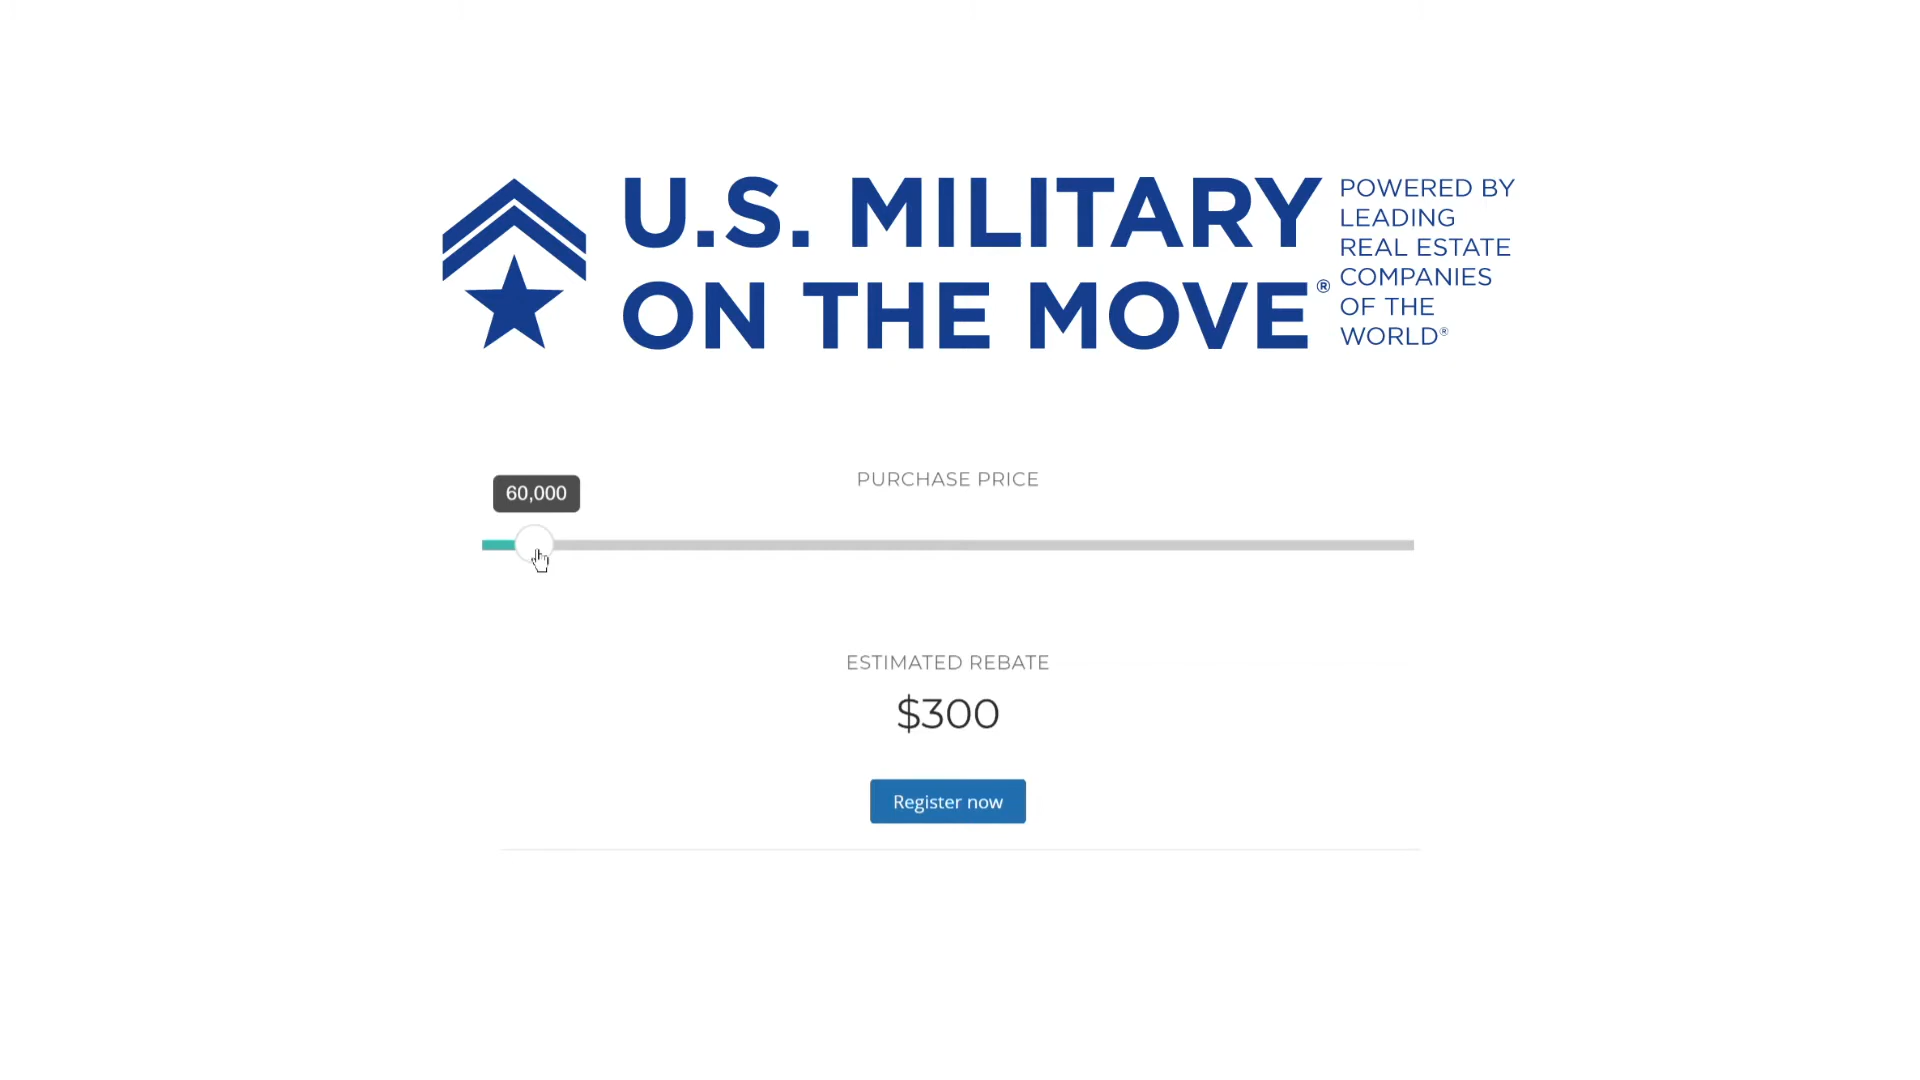 U.S. MILITARY
ON THE MOVE®
POWERED BY
LEADING
REAL ESTATE
COMPANIES
OF THE
WORLD®
PURCHASE PRICE
60,000
ESTIMATED REBATE
$300
Register now